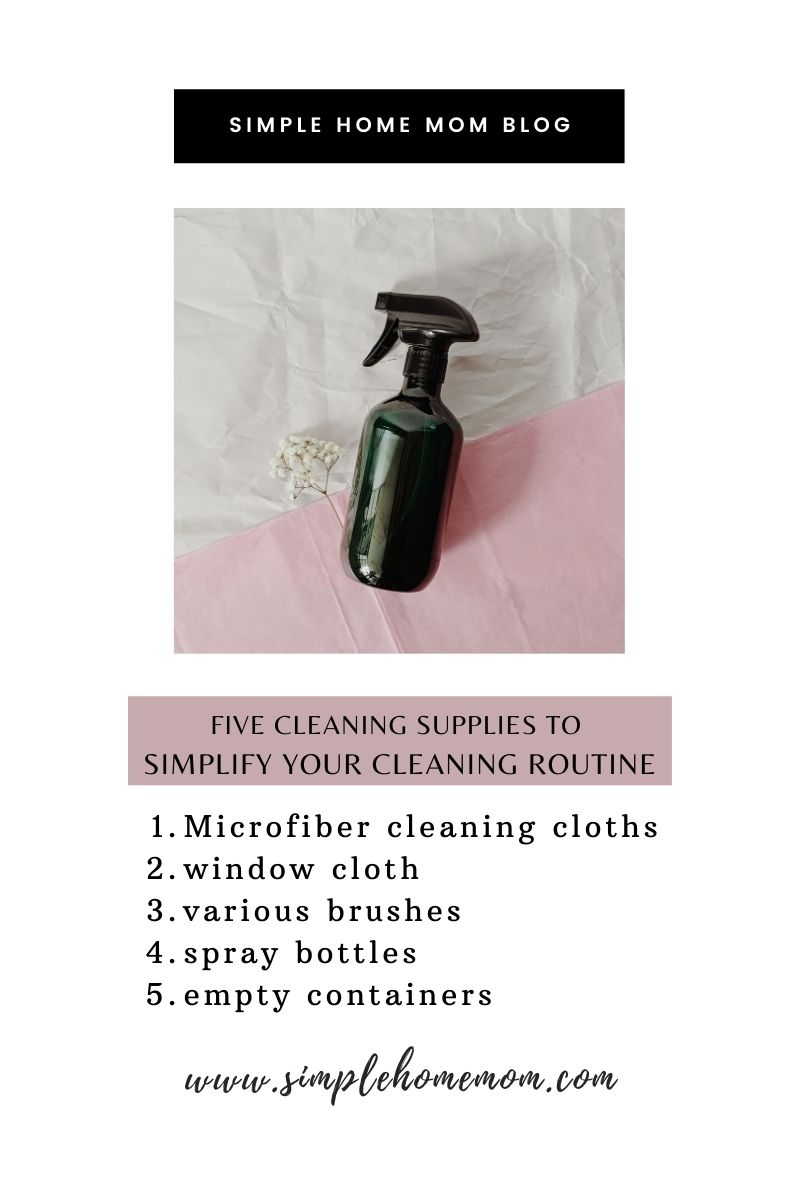 SIMPLE HOME MOM BLOG
FIVE CLEANING SUPPLIES TO
SIMPLIFY YOUR CLEANING ROUTINE
1. Microfiber cleaning cloths
2. window cloth
3. various brushes
4. spray bottles
5. empty containers
www.simplehomemom.com